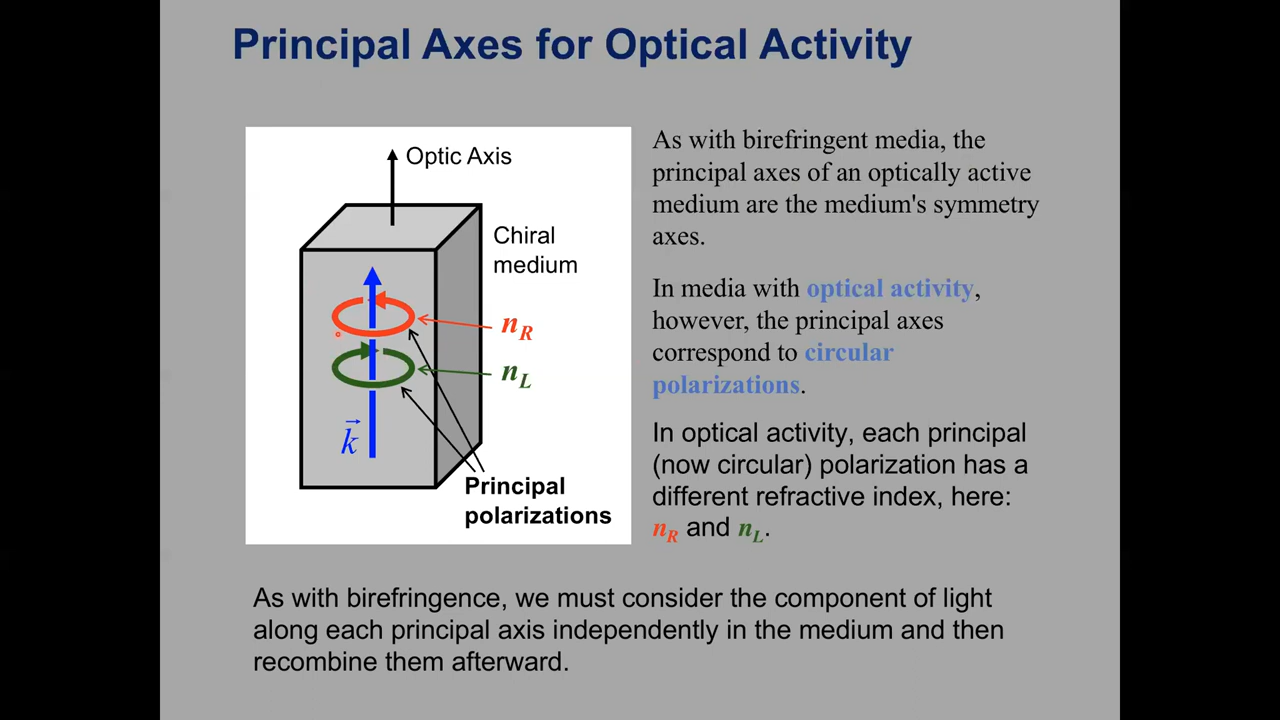 Principal Axes for Optical Activity
Optic Axis
Chiral
medium
n_R
n_L
k⃗
Principal
polarizations
As with birefringent media, the
principal axes of an optically active
medium are the medium's symmetry
axes.
In media with optical activity,
however, the principal axes
correspond to circular
polarizations.
In optical activity, each principal
(now circular) polarization has a
different refractive index, here:
n_R and n_L.
As with birefringence, we must consider the component of light
along each principal axis independently in the medium and then
recombine them afterward.